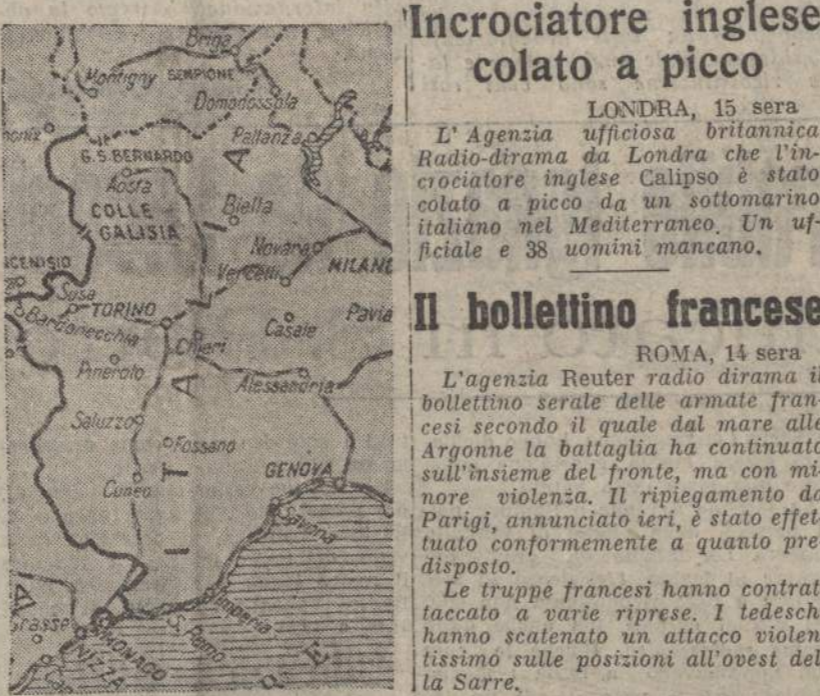 Briga
Montigny SEMPIONE
Domodossola
Pallanza
G.S. BERNARDO
Aosta
COLLE
GALISIA
Biella
Novara
MILANO
CENISIO
Vercelli
Susa
TORINO
Bardonecchia
Casale
Pavia
Chieri
Pinerolo
Alessandria
Saluzzo
Fossano
GENOVA
Cuneo
Savona
Imperia
S. Remo
Grasse
MONACO
NIZZA
I T A L I A
Incrociatore inglese
colato a picco
LONDRA, 15 sera
L'Agenzia ufficiosa britannica
Radio-dirama da Londra che l'in-
crociatore inglese Calipso è stato
colato a picco da un sottomarino
italiano nel Mediterraneo. Un uf-
ficiale e 38 uomini mancano.
Il bollettino francese
ROMA, 14 sera
L'agenzia Reuter radio dirama il
bollettino serale delle armate fran-
cesi secondo il quale dal mare alle
Argonne la battaglia ha continuato
sull'insieme del fronte, ma con mi-
nore violenza. Il ripiegamento da
Parigi, annunciato ieri, è stato effet
tuato conformemente a quanto pre
disposto.
Le truppe francesi hanno contrat
taccato a varie riprese. I tedesch
hanno scatenato un attacco violen
tissimo sulle posizioni all'ovest del
la Sarre.